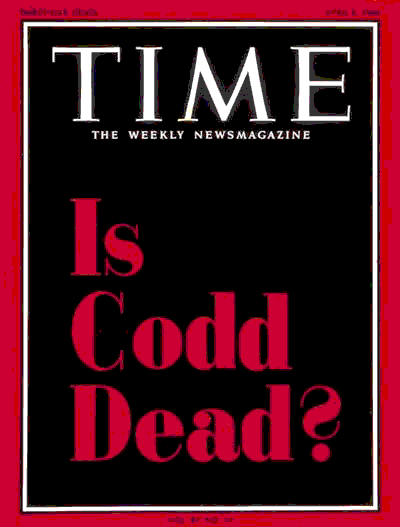 TIME
THE WEEKLY NEWSMAGAZINE
Is
Codd
Dead?